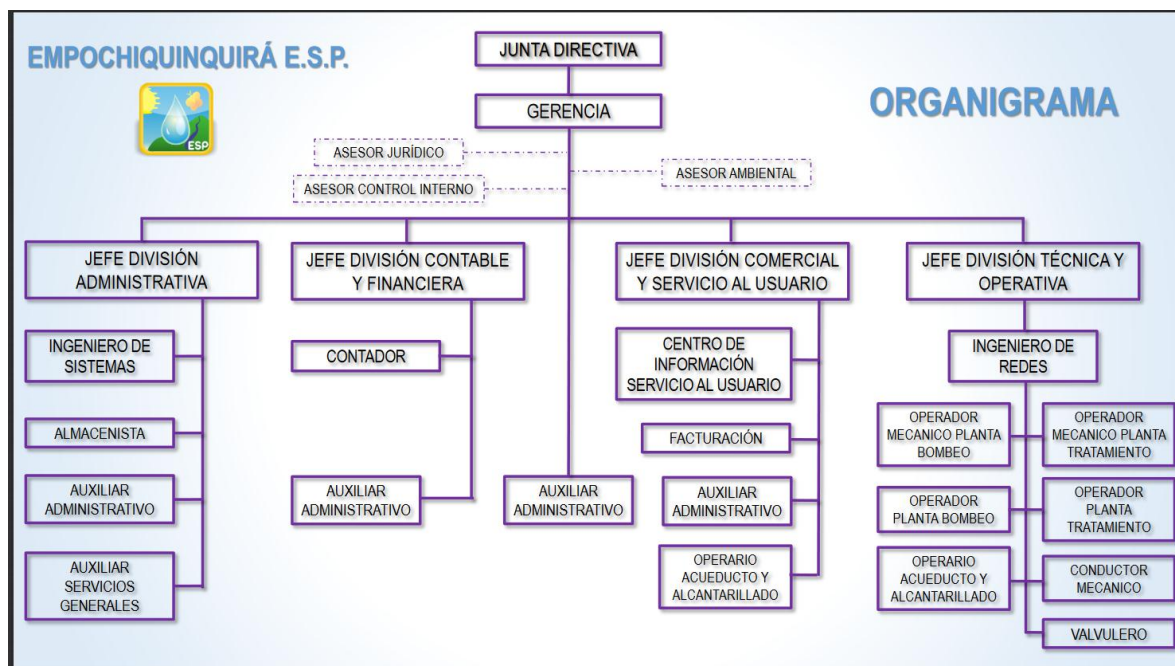 EMPOCHIQUINQUIRÁ E.S.P.
ESP
ORGANIGRAMA
JUNTA DIRECTIVA
GERENCIA
ASESOR JURÍDICO
ASESOR AMBIENTAL
ASESOR CONTROL INTERNO
JEFE DIVISIÓN
ADMINISTRATIVA
INGENIERO DE
SISTEMAS
ALMACENISTA
AUXILIAR
ADMINISTRATIVO
AUXILIAR
SERVICIOS
GENERALES
JEFE DIVISIÓN CONTABLE
Y FINANCIERA
CONTADOR
AUXILIAR
ADMINISTRATIVO
AUXILIAR
ADMINISTRATIVO
JEFE DIVISIÓN COMERCIAL
Y SERVICIO AL USUARIO
CENTRO DE
INFORMACIÓN
SERVICIO AL USUARIO
FACTURACIÓN
AUXILIAR
ADMINISTRATIVO
OPERARIO
ACUEDUCTO Y
ALCANTARILLADO
JEFE DIVISIÓN TÉCNICA Y
OPERATIVA
INGENIERO DE
REDES
OPERADOR
MECANICO PLANTA
BOMBEO
OPERADOR
MECANICO PLANTA
TRATAMIENTO
OPERADOR
PLANTA BOMBEO
OPERADOR
PLANTA
TRATAMIENTO
OPERARIO
ACUEDUCTO Y
ALCANTARILLADO
CONDUCTOR
MECANICO
VALVULERO